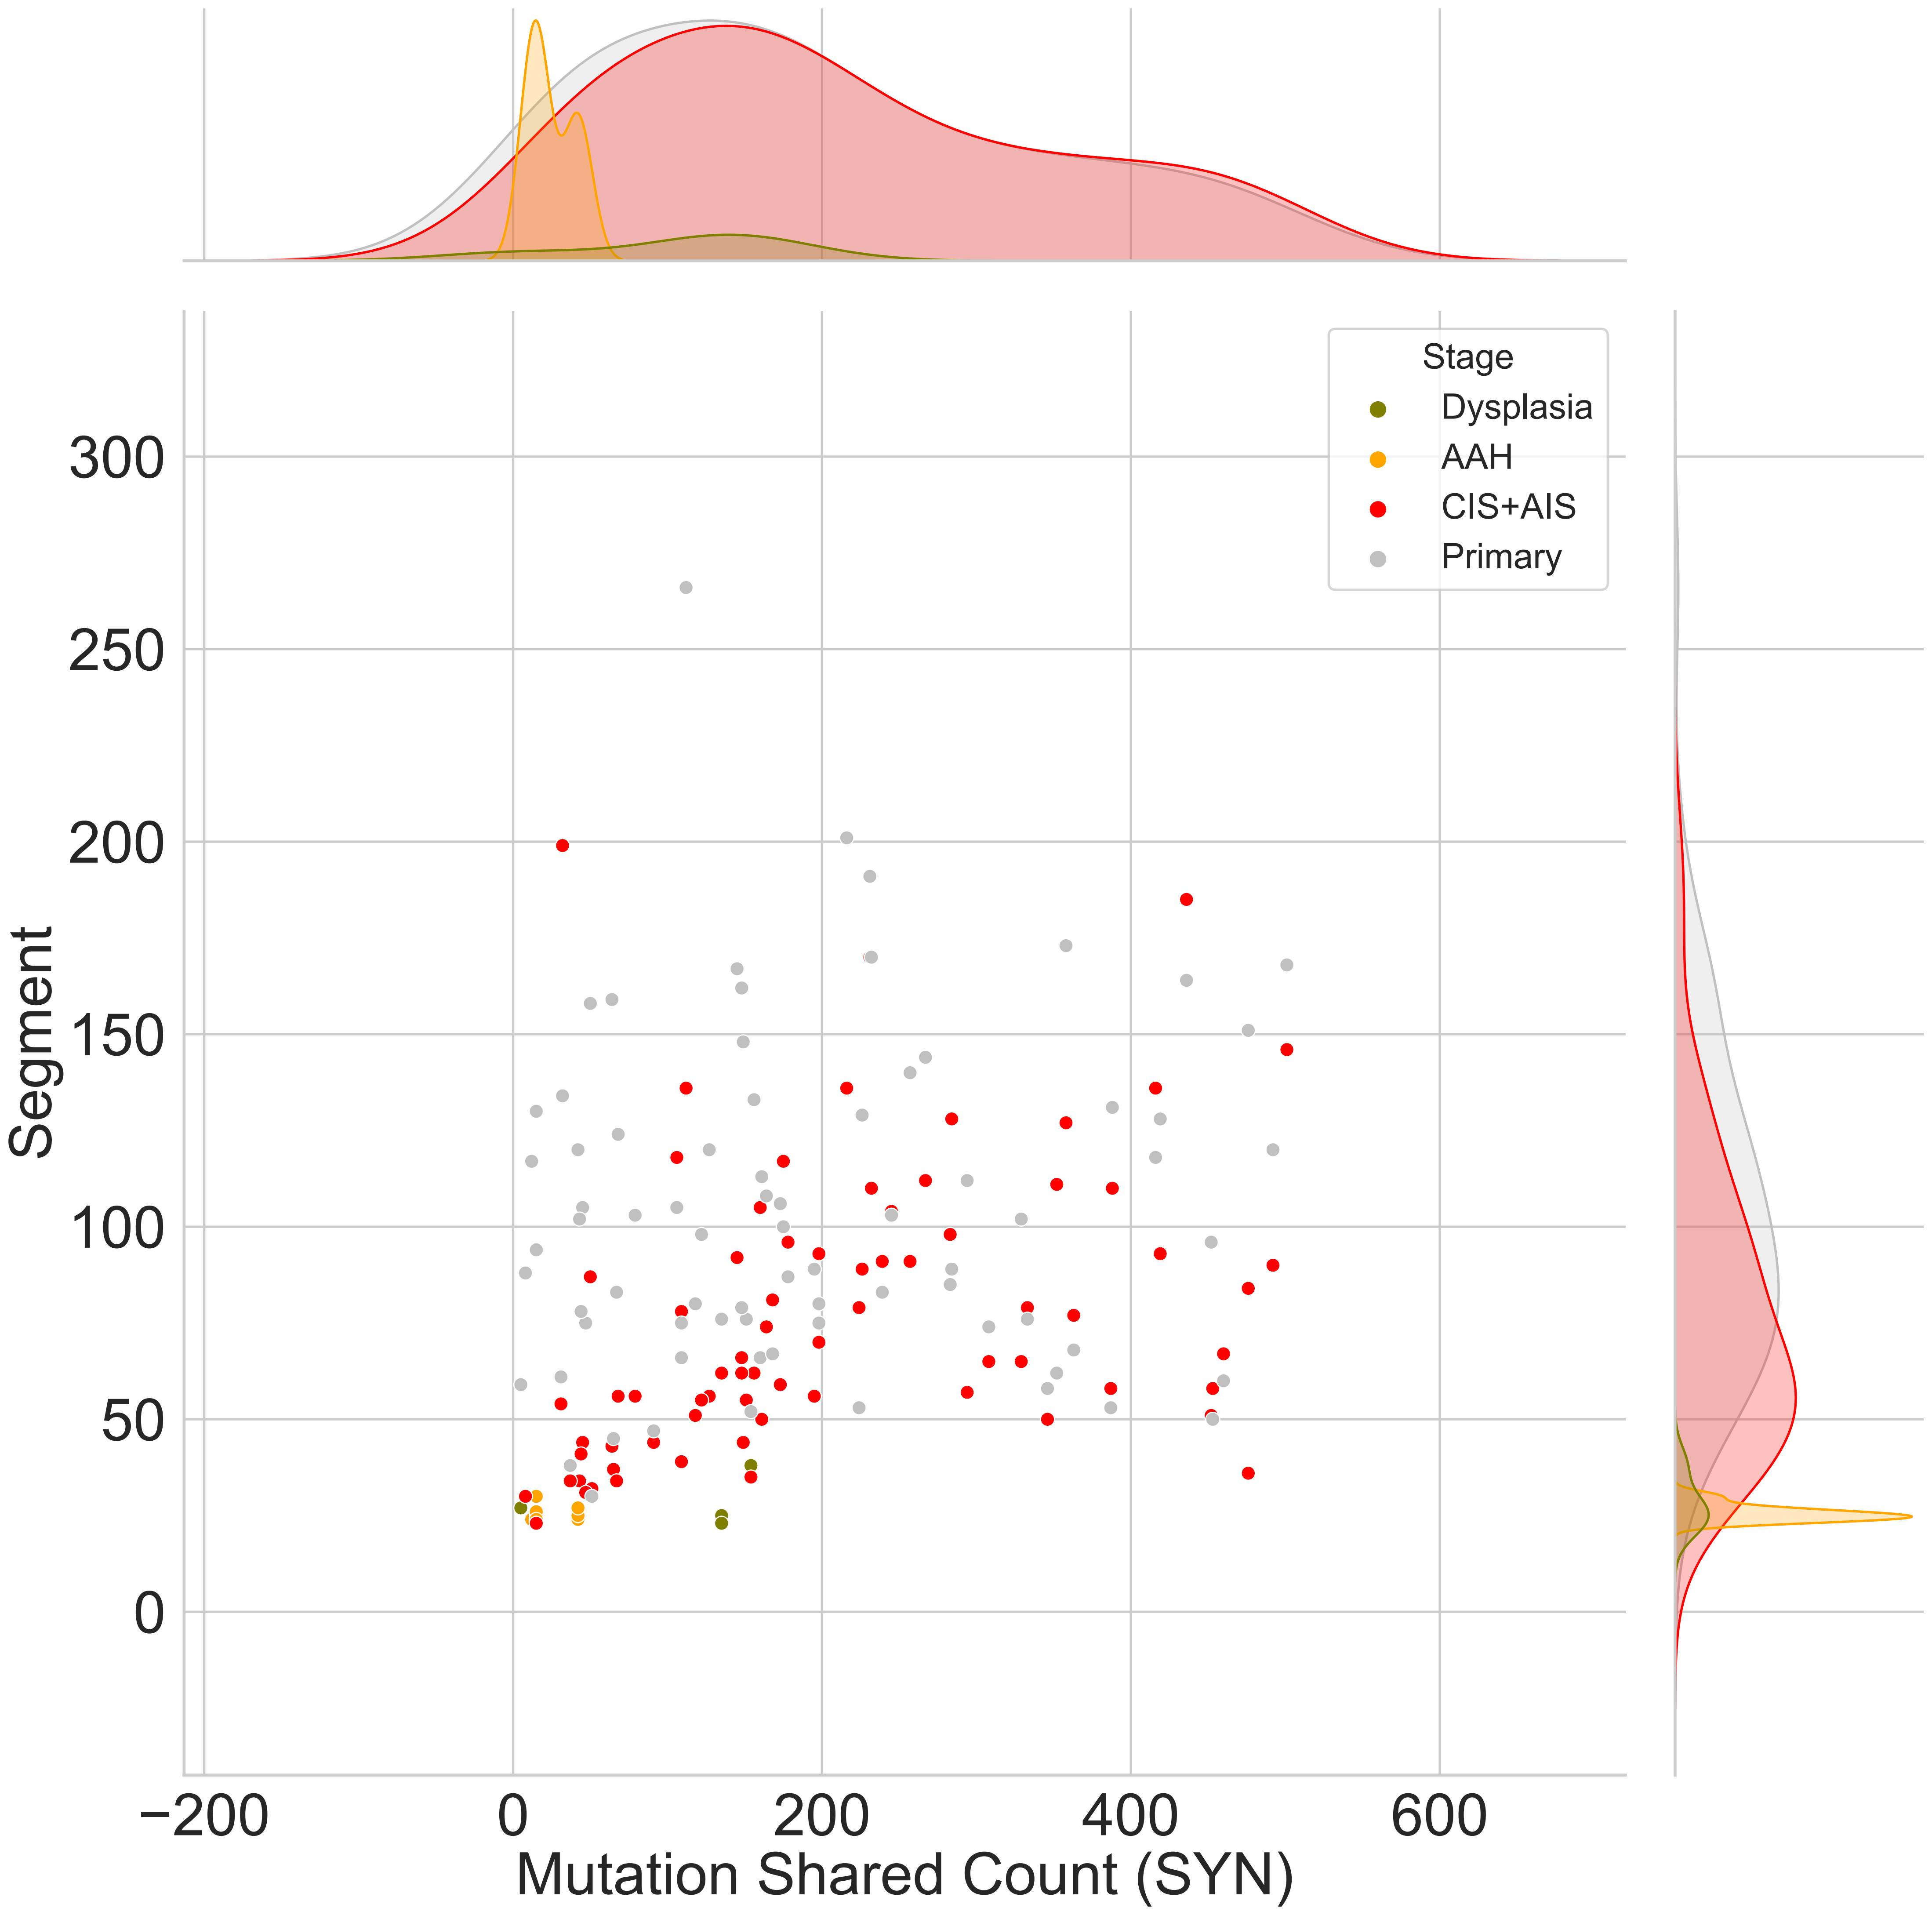 Stage
Dysplasia
AAH
CIS+AIS
Primary
300
250
200
150
100
50
0
Segment
−200 0 200 400 600
Mutation Shared Count (SYN)